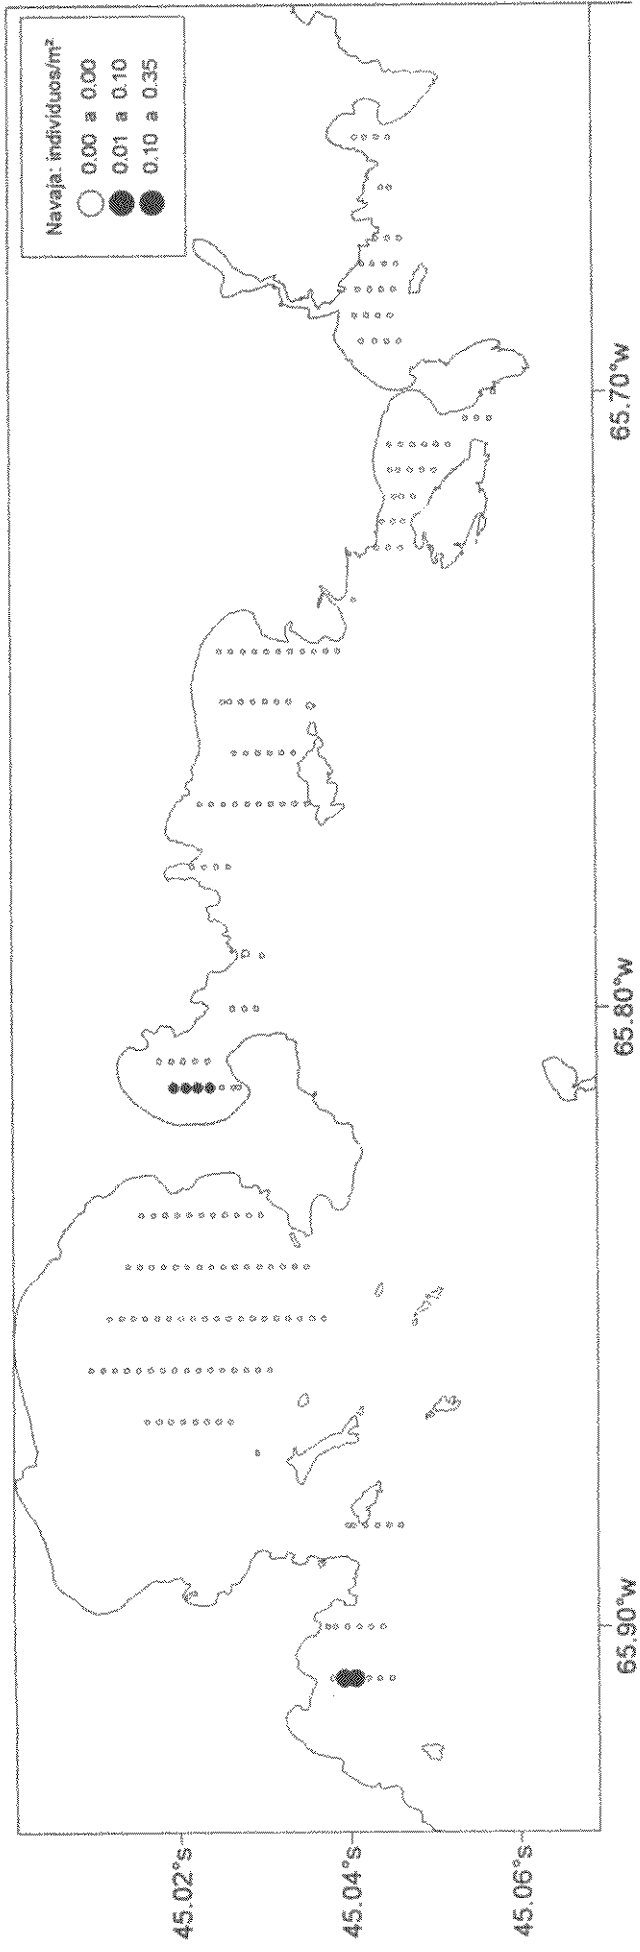 Navaja: individuos/m²
0.00 a 0.00
0.01 a 0.10
0.10 a 0.35
45.02°s
45.04°s
45.06°s
65.90°w
65.80°w
65.70°w